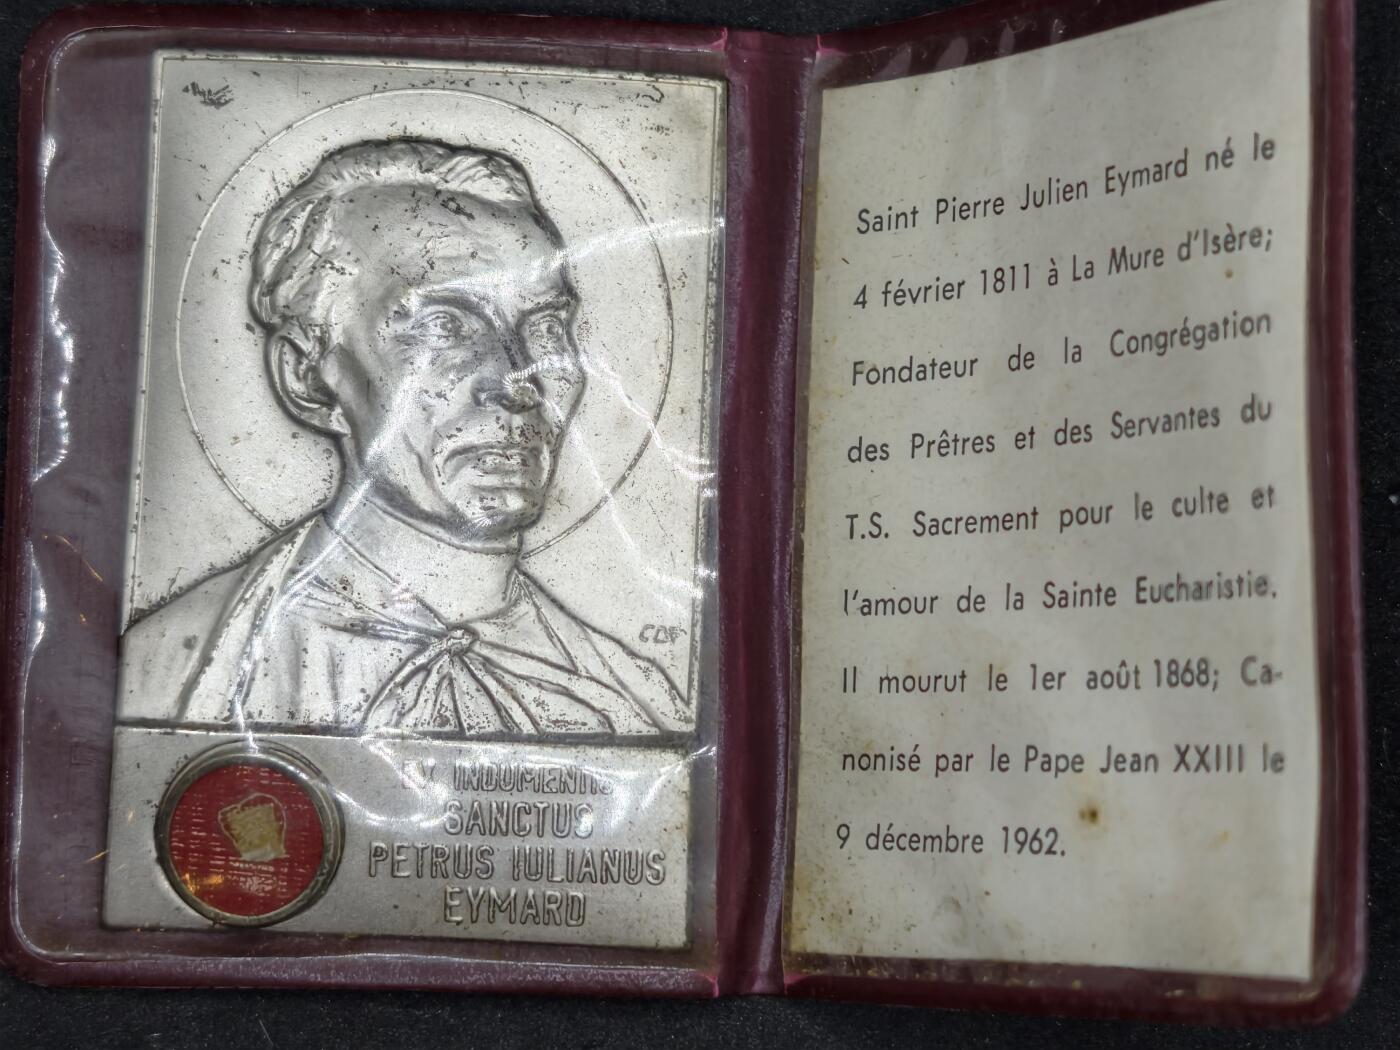 EX INDUMENTIS
SANCTUS
PETRUS IULIANUS
EYMARD
Saint Pierre Julien Eymard né le
4 février 1811 à La Mure d'Isère;
Fondateur de la Congrégation
des Prêtres et des Servantes du
T.S. Sacrement pour le culte et
l'amour de la Sainte Eucharistie.
Il mourut le 1er août 1868; Ca-
nonisé par le Pape Jean XXIII le
9 décembre 1962.